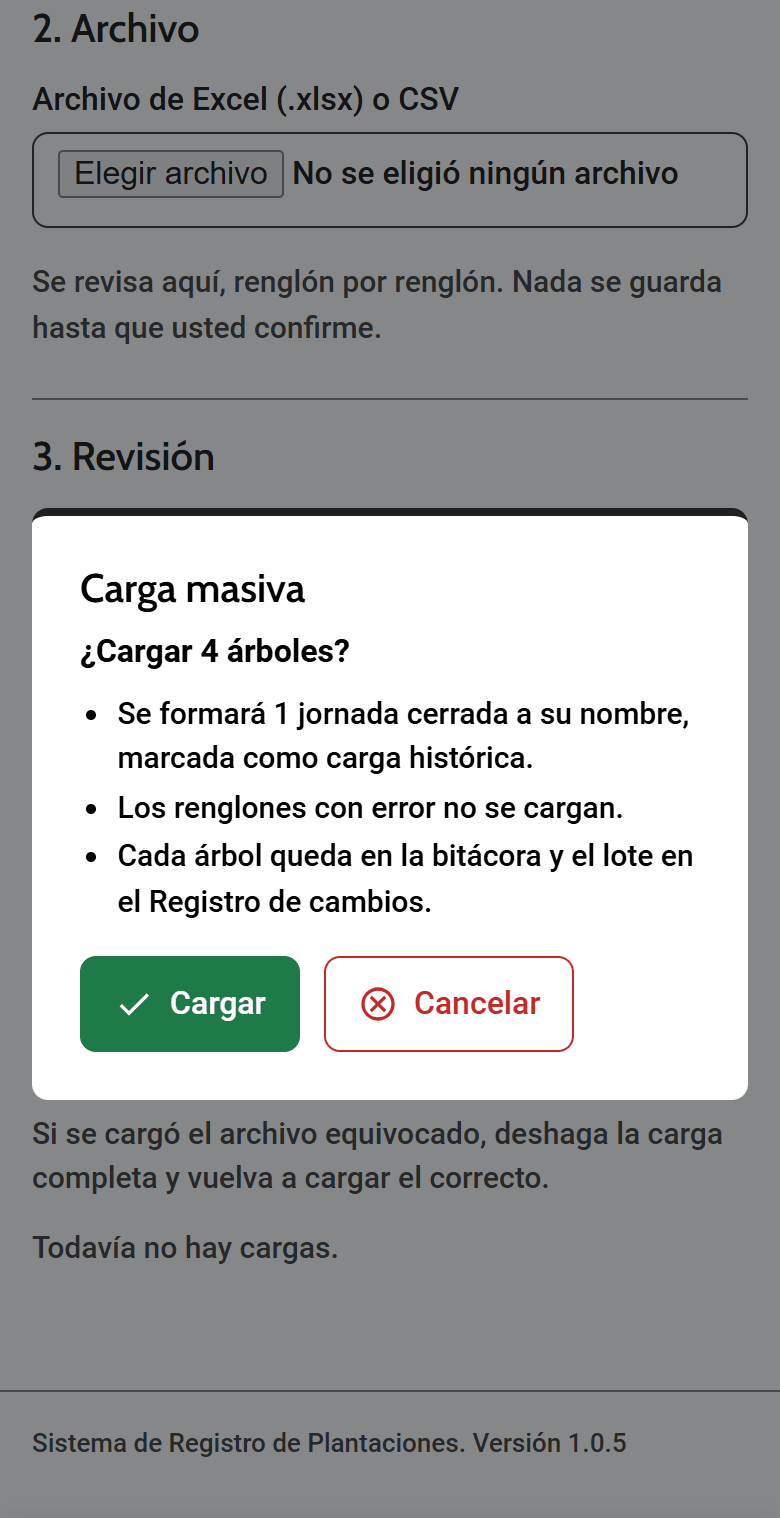 2. Archivo
Archivo de Excel (.xlsx) o CSV
Elegir archivo No se eligió ningún archivo
Se revisa aquí, renglón por renglón. Nada se guarda
hasta que usted confirme.
3. Revisión
Carga masiva
¿Cargar 4 árboles?
• Se formará 1 jornada cerrada a su nombre,
marcada como carga histórica.
• Los renglones con error no se cargan.
• Cada árbol queda en la bitácora y el lote en
el Registro de cambios.
Cargar
Cancelar
Si se cargó el archivo equivocado, deshaga la carga
completa y vuelva a cargar el correcto.
Todavía no hay cargas.
Sistema de Registro de Plantaciones. Versión 1.0.5